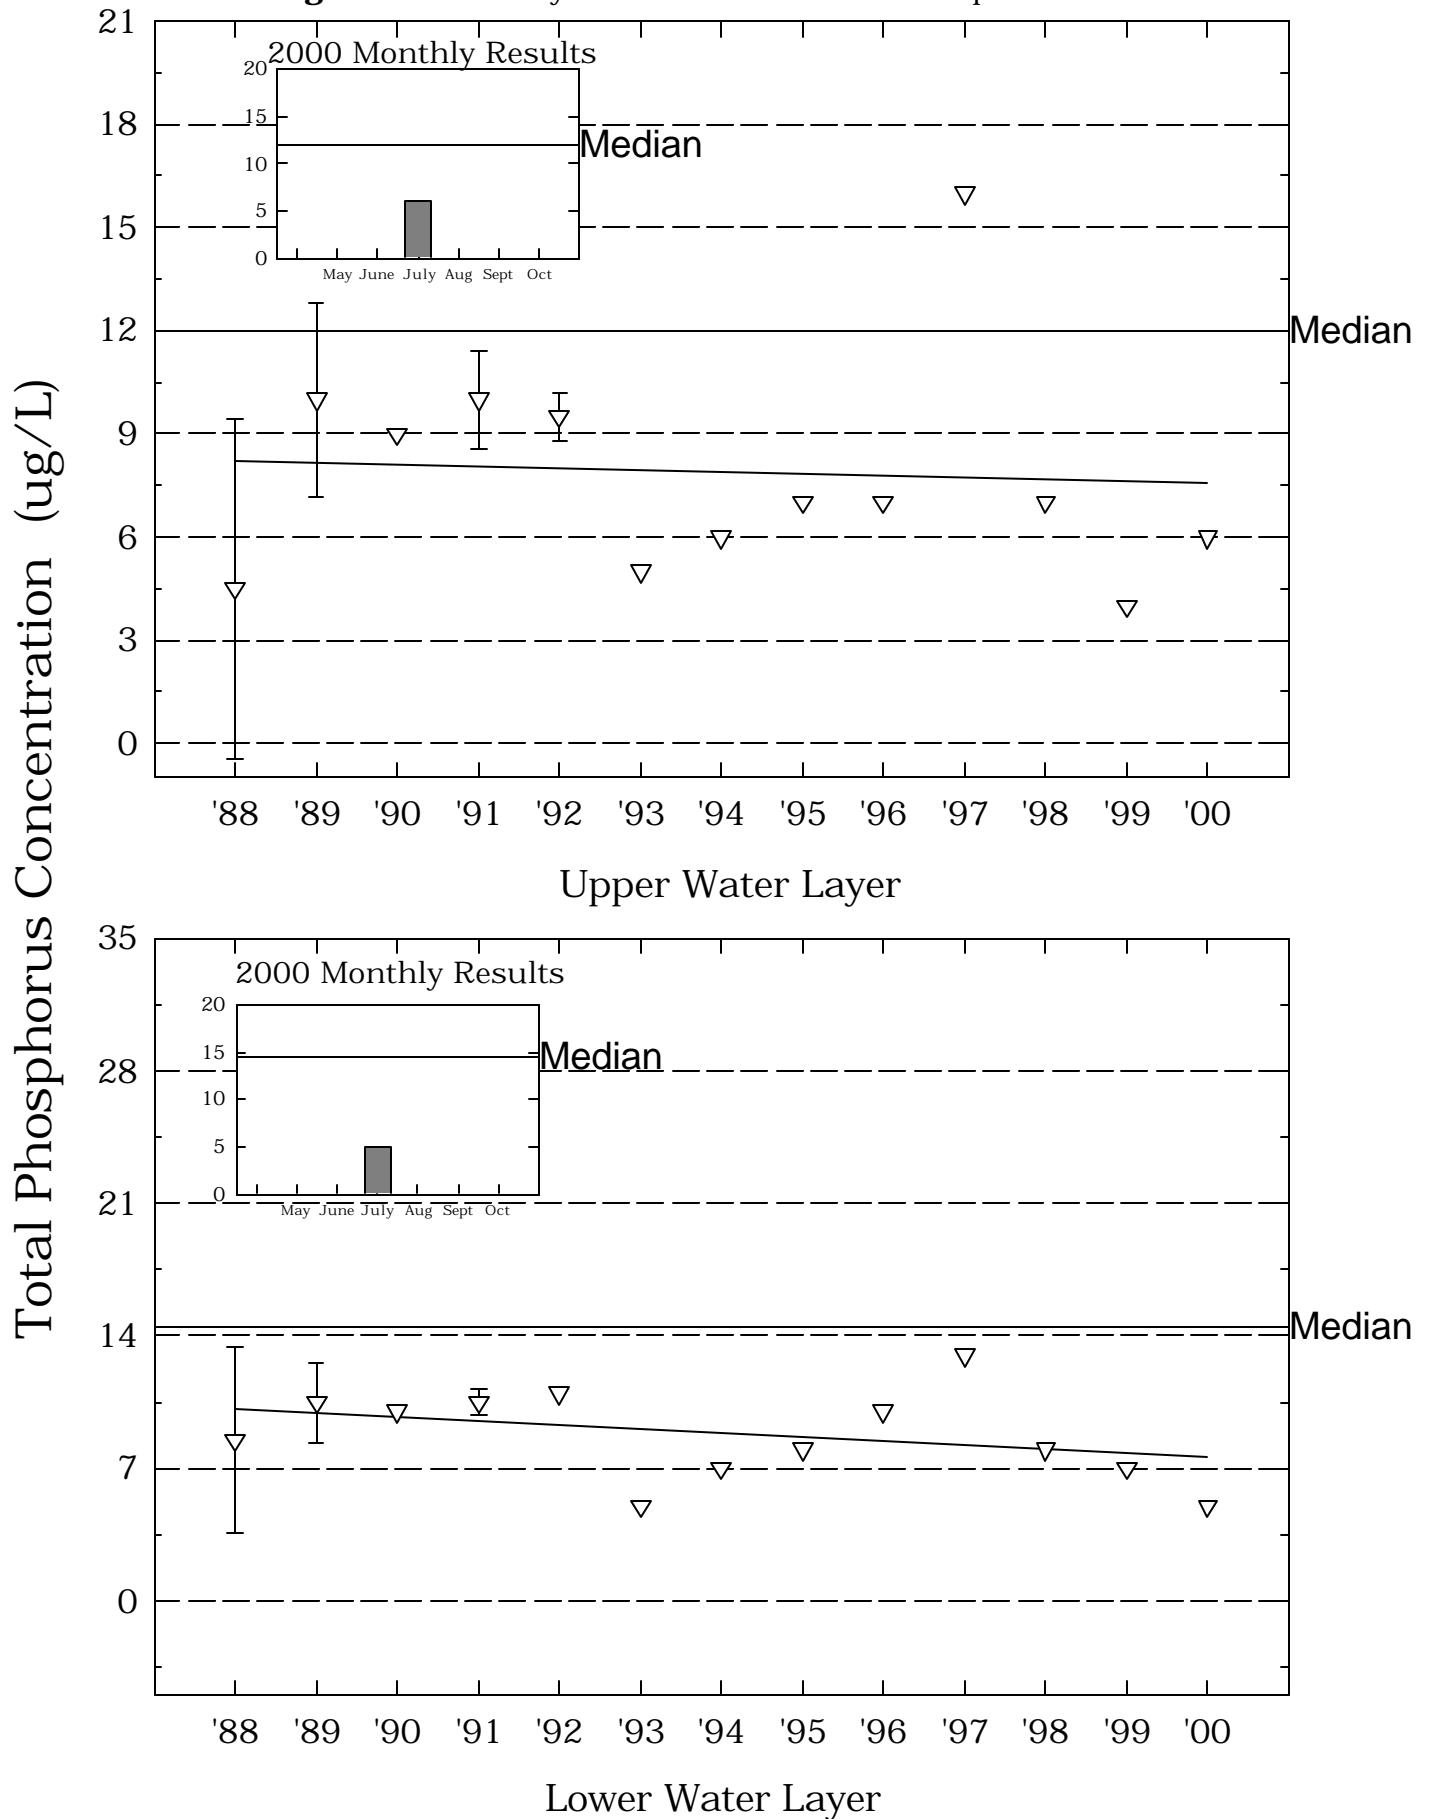 21
2000 Monthly Results
20
15
10
5
0
May June July Aug Sept Oct
Median
18
15
12
Median
9
6
3
0
'88 '89 '90 '91 '92 '93 '94 '95 '96 '97 '98 '99 '00
Upper Water Layer
Total Phosphorus Concentration (ug/L)
35
2000 Monthly Results
20
15
10
5
0
May June July Aug Sept Oct
Median
28
21
14
Median
7
0
'88 '89 '90 '91 '92 '93 '94 '95 '96 '97 '98 '99 '00
Lower Water Layer